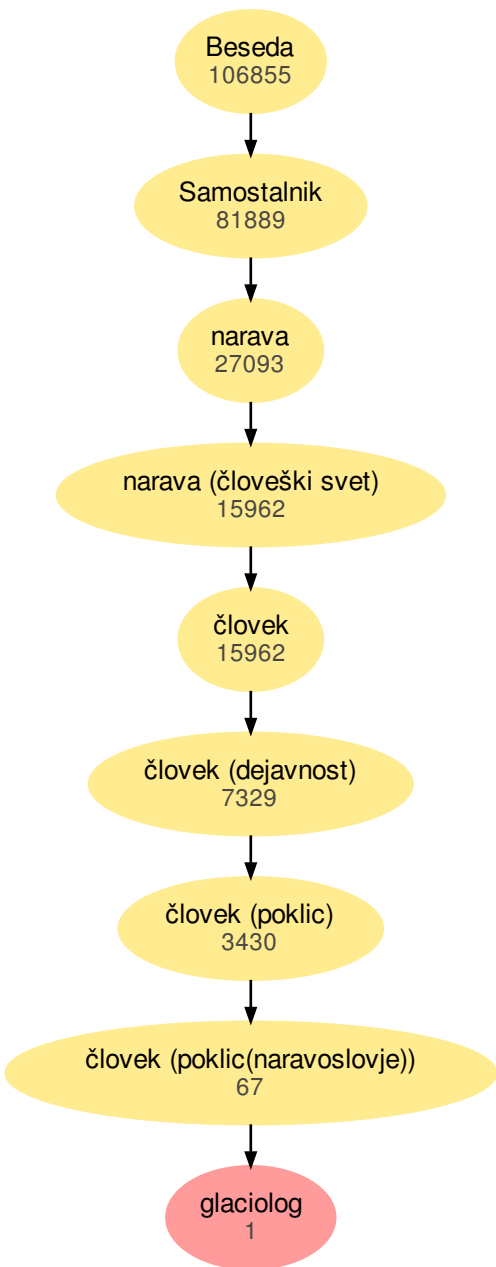 Beseda
106855
Samostalnik
81889
narava
27093
narava (človeški svet)
15962
človek
15962
človek (dejavnost)
7329
človek (poklic)
3430
človek (poklic(naravoslovje))
67
glaciolog
1